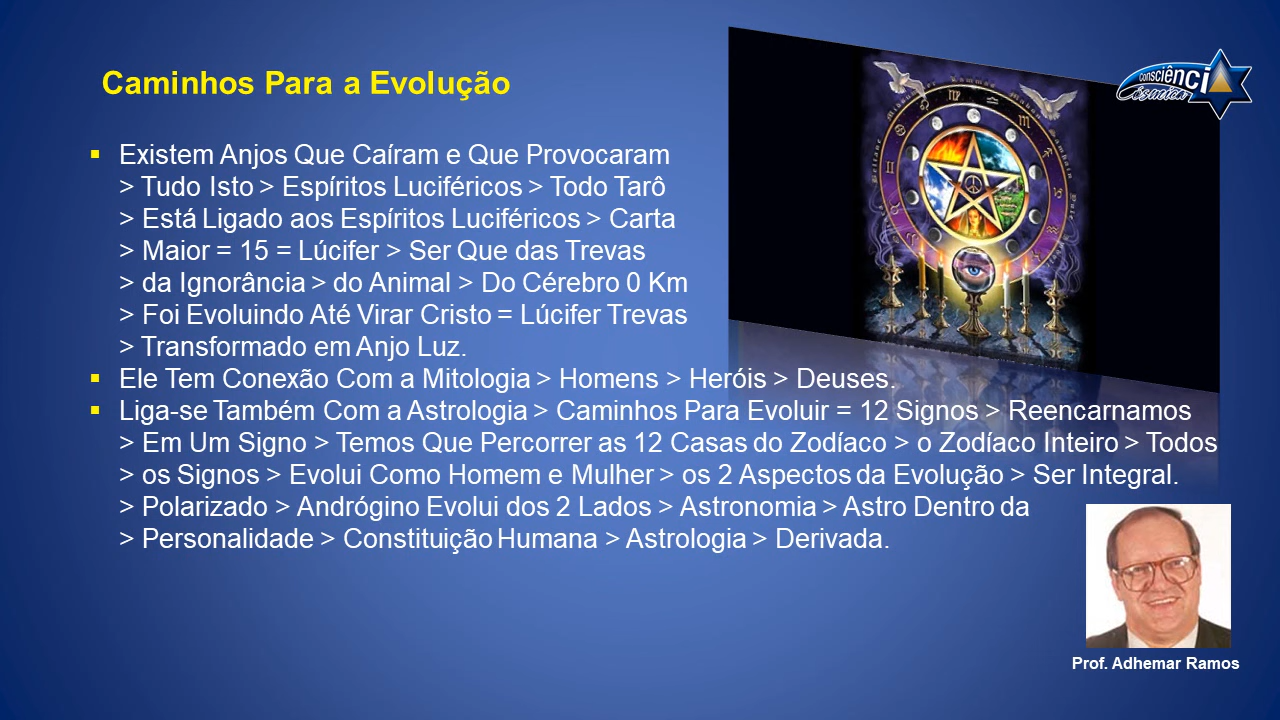 Caminhos Para a Evolução
consciênci
Cósmica
▪ Existem Anjos Que Caíram e Que Provocaram
> Tudo Isto > Espíritos Luciféricos > Todo Tarô
> Está Ligado aos Espíritos Luciféricos > Carta
> Maior = 15 = Lúcifer > Ser Que das Trevas
> da Ignorância > do Animal > Do Cérebro 0 Km
> Foi Evoluindo Até Virar Cristo = Lúcifer Trevas
> Transformado em Anjo Luz.
▪ Ele Tem Conexão Com a Mitologia > Homens > Heróis > Deuses.
▪ Liga-se Também Com a Astrologia > Caminhos Para Evoluir = 12 Signos > Reencarnamos
> Em Um Signo > Temos Que Percorrer as 12 Casas do Zodíaco > o Zodíaco Inteiro > Todos
> os Signos > Evolui Como Homem e Mulher > os 2 Aspectos da Evolução > Ser Integral.
> Polarizado > Andrógino Evolui dos 2 Lados > Astronomia > Astro Dentro da
> Personalidade > Constituição Humana > Astrologia > Derivada.
Prof. Adhemar Ramos